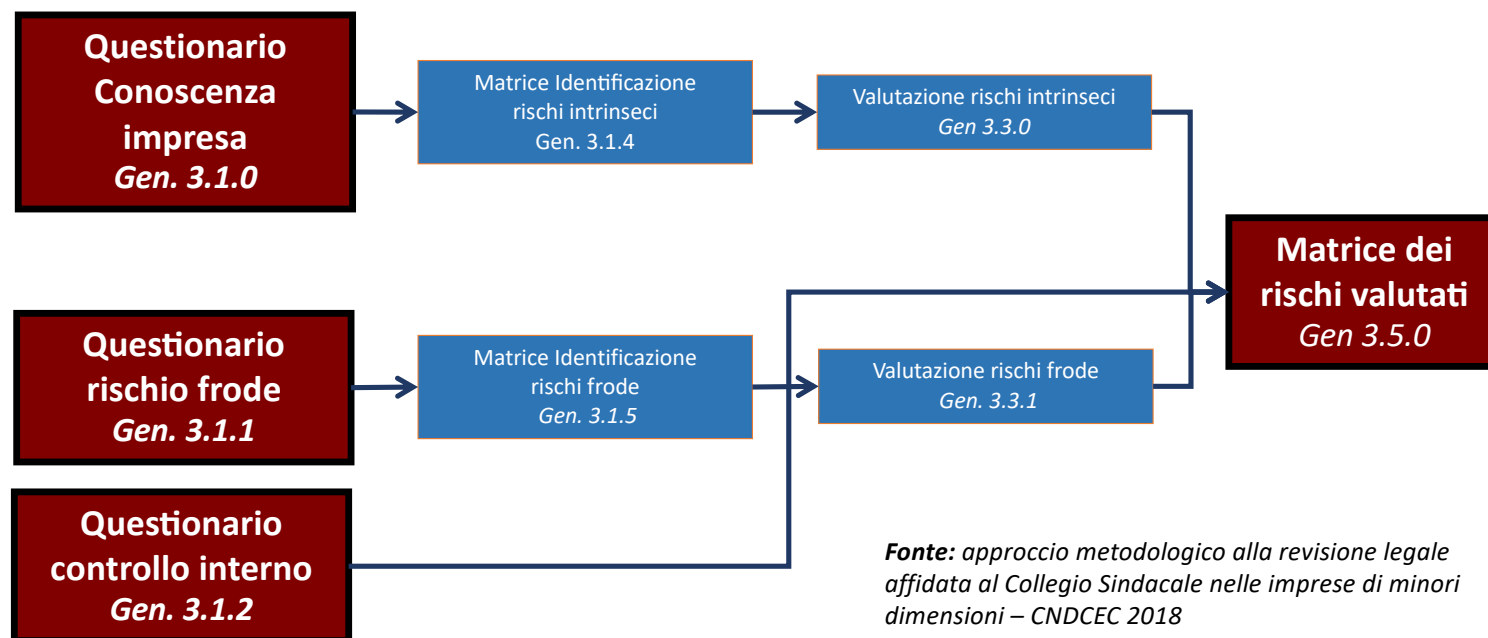 Questionario
Conoscenza
impresa
Gen. 3.1.0
Matrice Identificazione
rischi intrinseci
Gen. 3.1.4
Valutazione rischi intrinseci
Gen 3.3.0
Matrice dei
rischi valutati
Gen 3.5.0
Questionario
rischio frode
Gen. 3.1.1
Matrice Identificazione
rischi frode
Gen. 3.1.5
Valutazione rischi frode
Gen. 3.3.1
Questionario
controllo interno
Gen. 3.1.2
Fonte: approccio metodologico alla revisione legale
affidata al Collegio Sindacale nelle imprese di minori
dimensioni – CNDCEC 2018